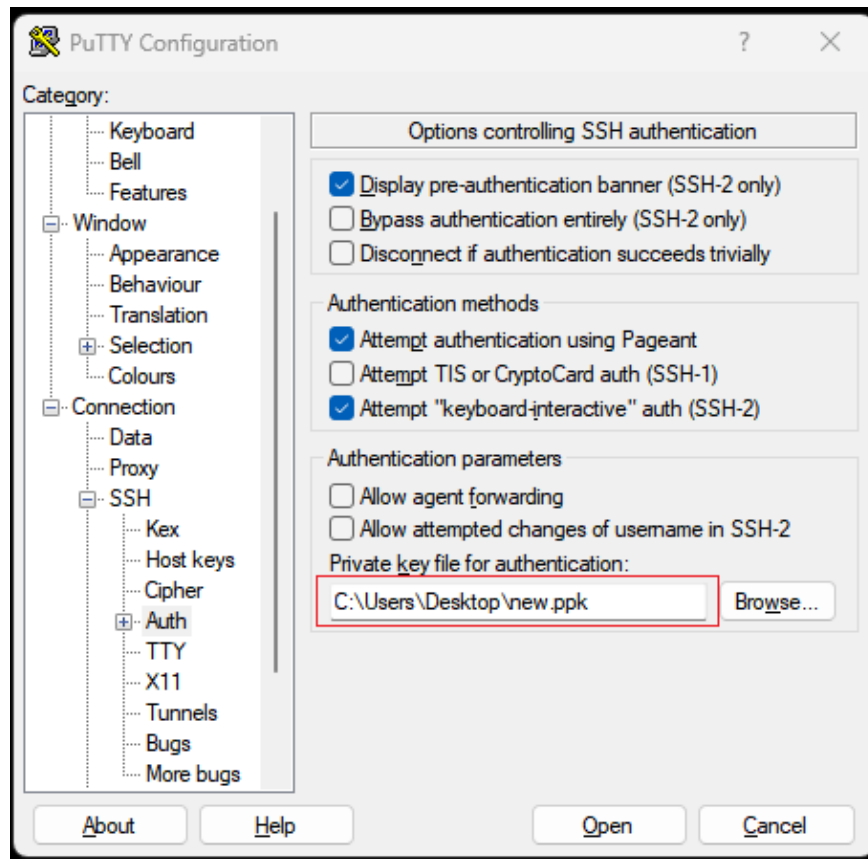 PuTTY Configuration
?
Category:
Keyboard
Bell
Features
Window
Appearance
Behaviour
Translation
Selection
Colours
Connection
Data
Proxy
SSH
Kex
Host keys
Cipher
Auth
TTY
X11
Tunnels
Bugs
More bugs
Options controlling SSH authentication
Display pre-authentication banner (SSH-2 only)
Bypass authentication entirely (SSH-2 only)
Disconnect if authentication succeeds trivially
Authentication methods
Attempt authentication using Pageant
Attempt TIS or CryptoCard auth (SSH-1)
Attempt "keyboard-interactive" auth (SSH-2)
Authentication parameters
Allow agent forwarding
Allow attempted changes of username in SSH-2
Private key file for authentication:
C:\Users\Desktop\new.ppk
Browse...
About
Help
Open
Cancel